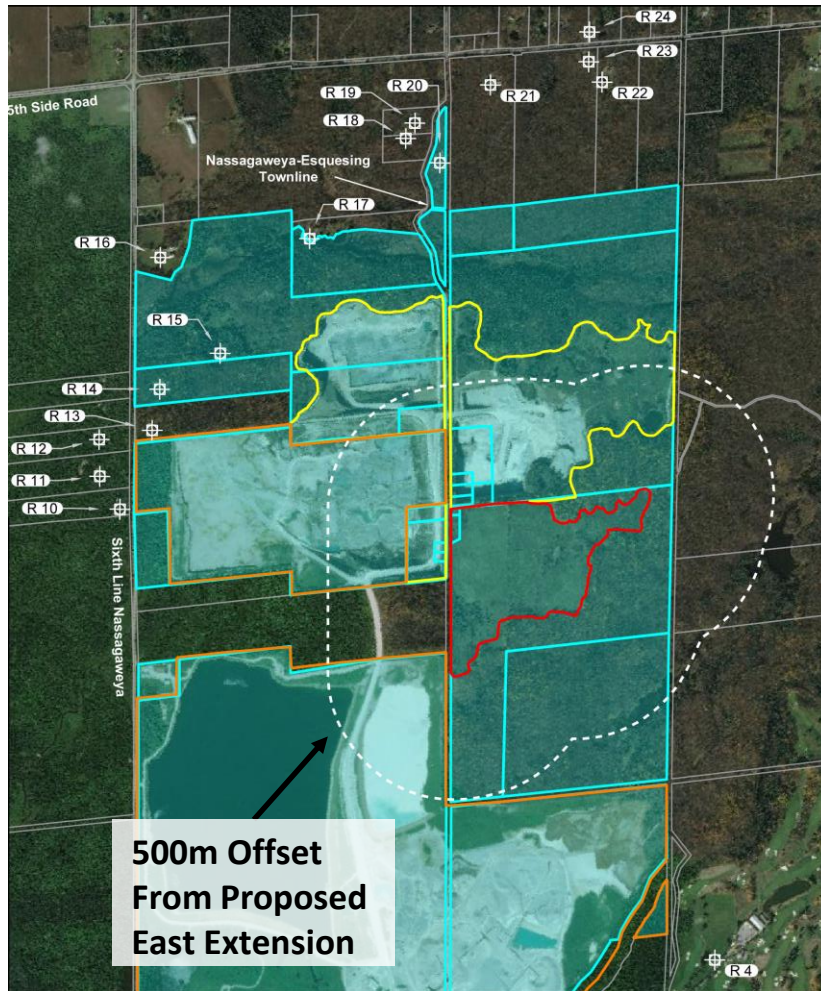 R 24
R 23
R 22
R 21
R 20
R 19
R 18
5th Side Road
Nassagaweya-Esquesing
Townline
R 17
R 16
R 15
R 14
R 13
R 12
R 11
R 10
Sixth Line Nassagaweya
500m Offset
From Proposed
East Extension
R 4